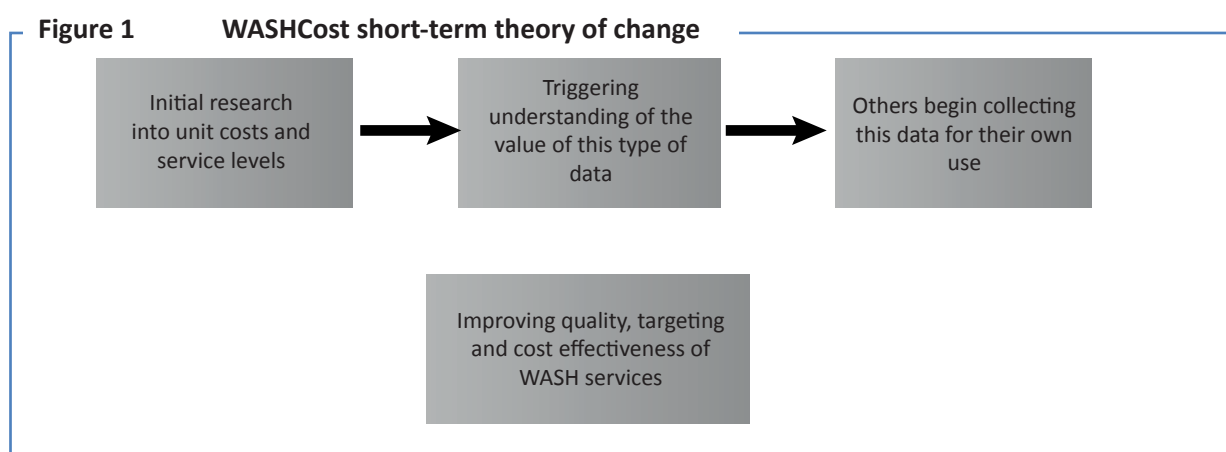 Figure 1 WASHCost short-term theory of change
Initial research
into unit costs and
service levels
Triggering
understanding of the
value of this type of
data
Others begin collecting
this data for their own
use
Improving quality, targeting
and cost effectiveness of
WASH services